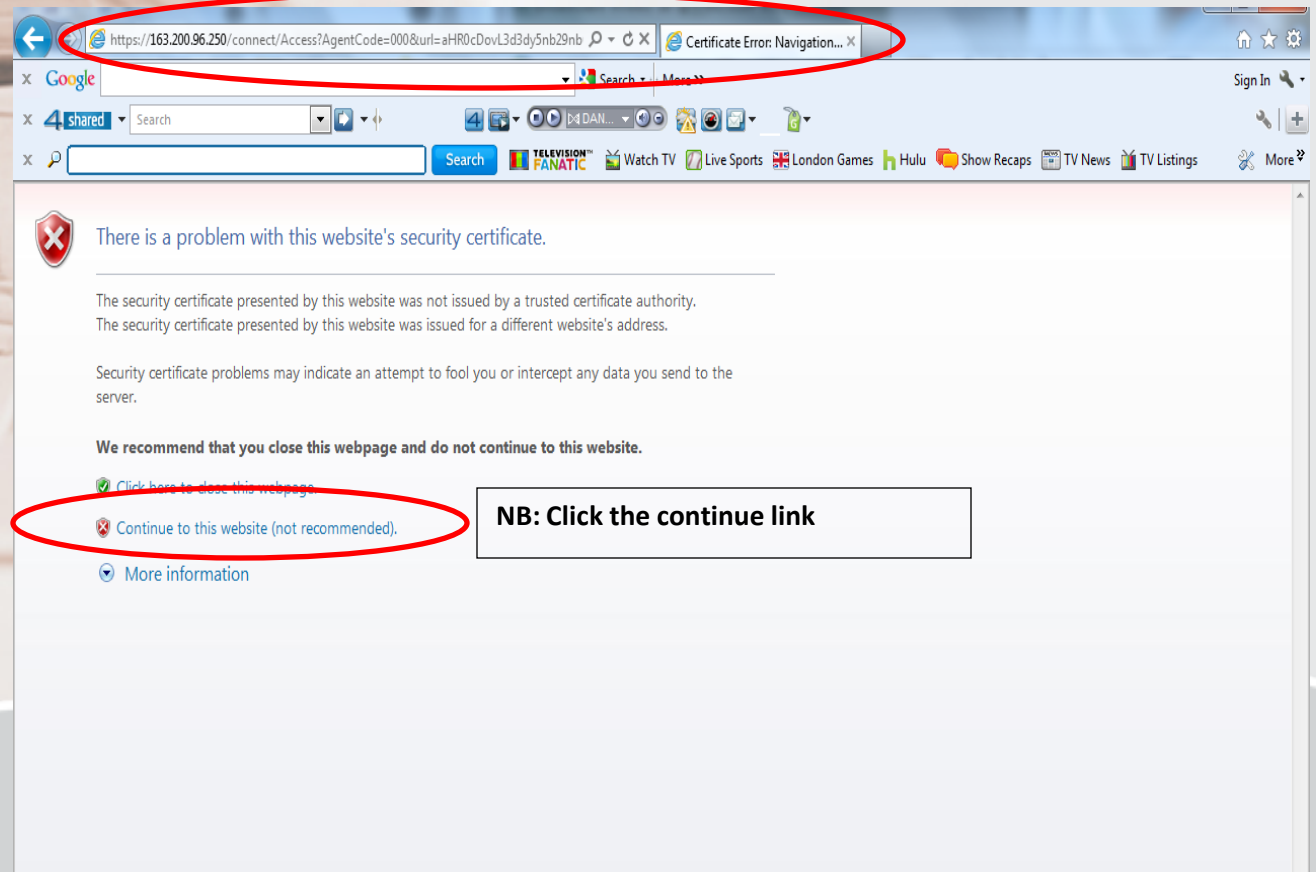 https://163.200.96.250/connect/Access?AgentCode=000&url=aHR0cDovL3d3dy5nb29nb
Certificate Error: Navigation...
x Google Search More » Sign In
x 4 shared Search 4 DAN...
x Search TELEVISION™ FANATIC Watch TV Live Sports London Games h Hulu Show Recaps NEWS TV News TV Listings More »
There is a problem with this website's security certificate.
The security certificate presented by this website was not issued by a trusted certificate authority.
The security certificate presented by this website was issued for a different website's address.
Security certificate problems may indicate an attempt to fool you or intercept any data you send to the
server.
We recommend that you close this webpage and do not continue to this website.
Click here to close this webpage.
Continue to this website (not recommended).
NB: Click the continue link
More information